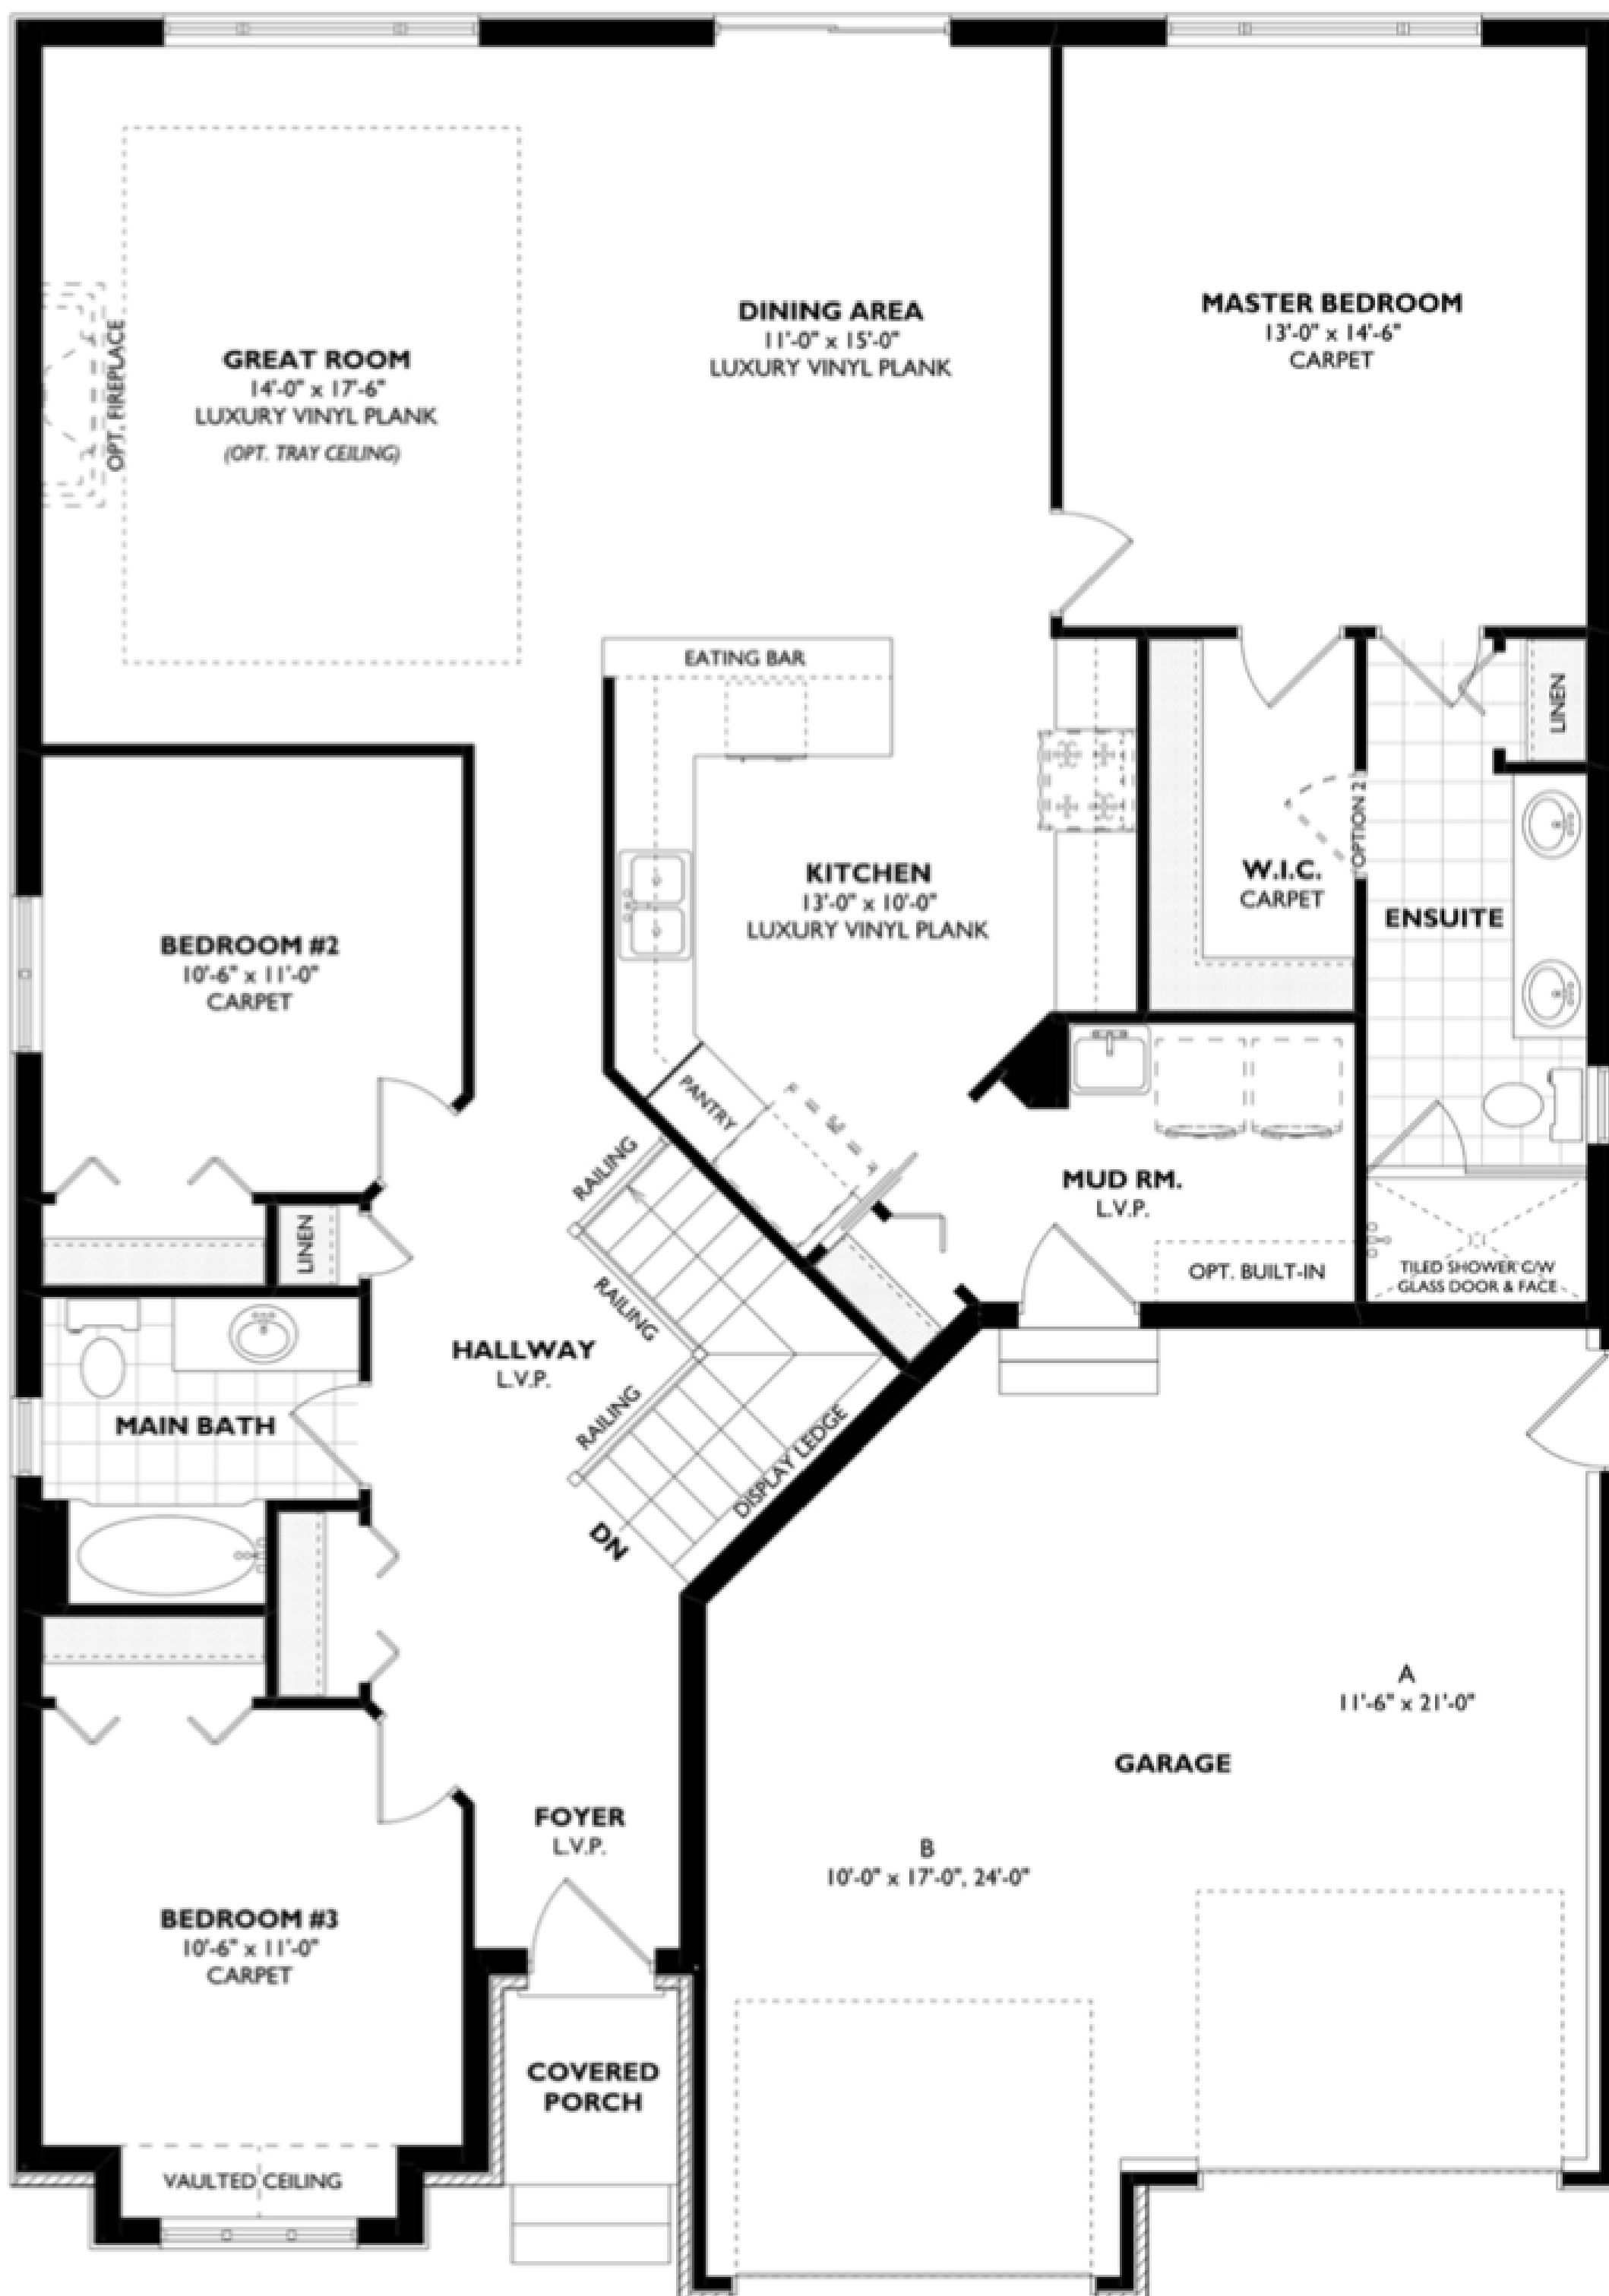 GREAT ROOM
14'-0" x 17'-6"
LUXURY VINYL PLANK
(OPT. TRAY CEILING)
OPT. FIREPLACE
DINING AREA
11'-0" x 15'-0"
LUXURY VINYL PLANK
MASTER BEDROOM
13'-0" x 14'-6"
CARPET
EATING BAR
LINEN
OPTION 2
KITCHEN
13'-0" x 10'-0"
LUXURY VINYL PLANK
W.I.C.
CARPET
ENSUITE
BEDROOM #2
10'-6" x 11'-0"
CARPET
PANTRY
RAILING
MUD RM.
L.V.P.
LINEN
OPT. BUILT-IN
TILED SHOWER C/W
GLASS DOOR & FACE
RAILING
HALLWAY
L.V.P.
RAILING
DISPLAY LEDGE
MAIN BATH
DN
A
11'-6" x 21'-0"
GARAGE
FOYER
L.V.P.
B
10'-0" x 17'-0", 24'-0"
BEDROOM #3
10'-6" x 11'-0"
CARPET
COVERED
PORCH
VAULTED CEILING